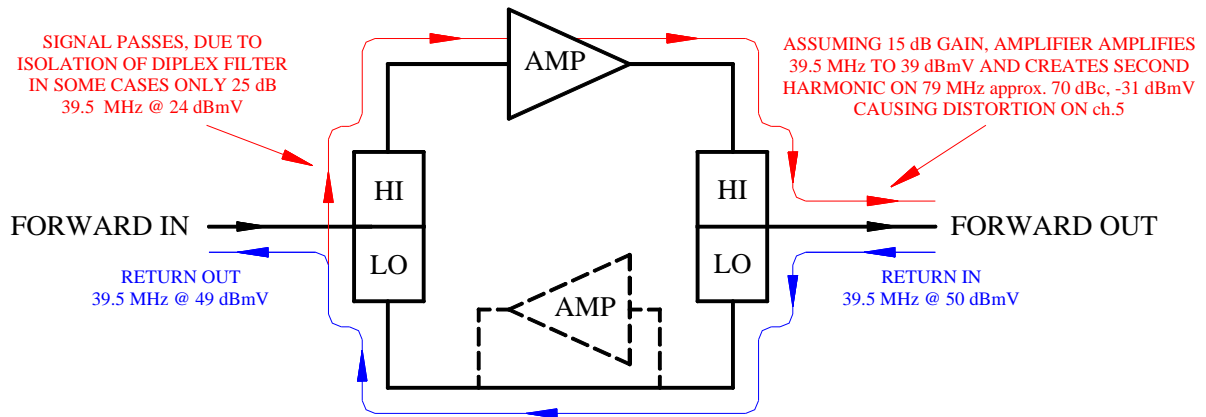 SIGNAL PASSES, DUE TO
ISOLATION OF DIPLEX FILTER
IN SOME CASES ONLY 25 dB
39.5 MHz @ 24 dBmV
AMP
ASSUMING 15 dB GAIN, AMPLIFIER AMPLIFIES
39.5 MHz TO 39 dBmV AND CREATES SECOND
HARMONIC ON 79 MHz approx. 70 dBc, -31 dBmV
CAUSING DISTORTION ON ch.5
HI
LO
HI
LO
FORWARD IN
FORWARD OUT
RETURN OUT
39.5 MHz @ 49 dBmV
AMP
RETURN IN
39.5 MHz @ 50 dBmV